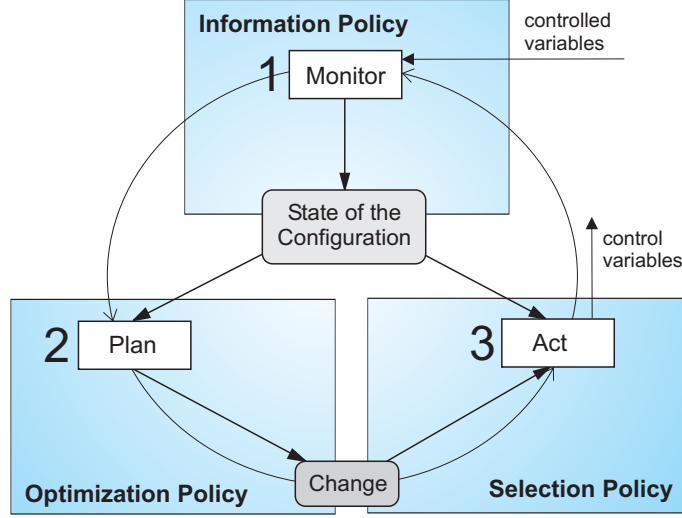 Information Policy
controlled
variables
1
Monitor
State of the
Configuration
control
variables
2
Plan
3
Act
Change
Optimization Policy
Selection Policy